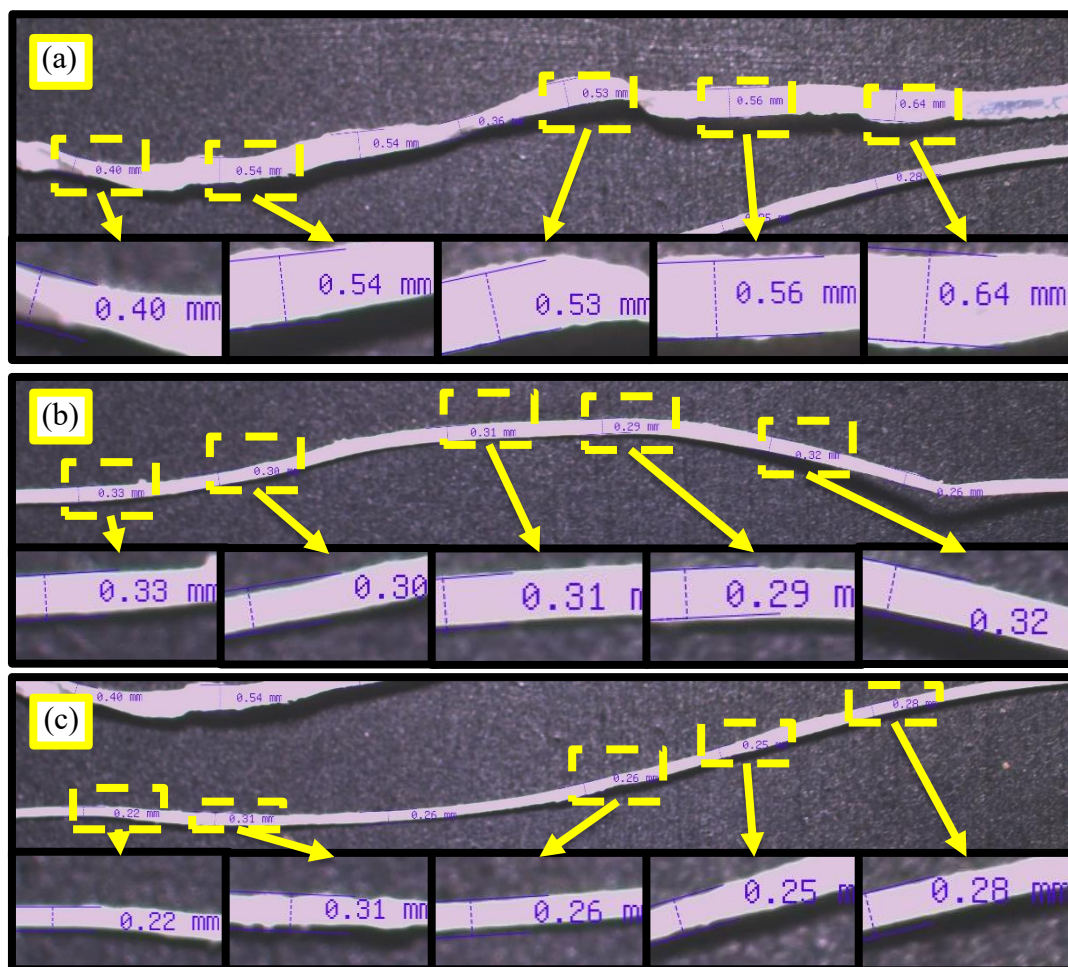 (a)
0.53 mm
0.56 mm
0.64 mm
0.36
0.54 mm
0.40 mm
0.54 mm
0.28
0.40 mm
0.54 mm
0.53 mm
0.56 mm
0.64 mm
(b)
0.31 mm
0.29 mm
0.32 mm
0.30 mm
0.33 mm
0.26 mm
0.33 mm
0.30
0.31
0.29 m
0.32
(c)
0.40 mm
0.54 mm
0.28 mm
0.25
0.26 mm
0.22 mm
0.31 mm
0.26 mm
0.22 mm
0.31 mm
0.26 m
0.25 m
0.28 mm